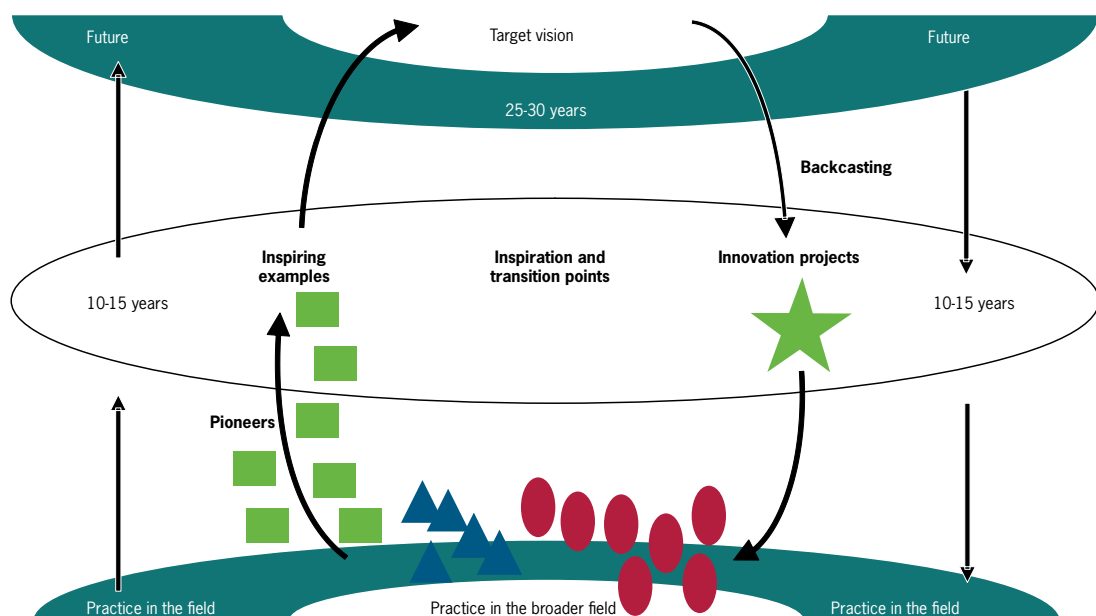 Future
Target vision
Future
25-30 years
Backcasting
Inspiring
examples
Inspiration and
transition points
Innovation projects
10-15 years
10-15 years
Pioneers
Practice in the field
Practice in the broader field
Practice in the field